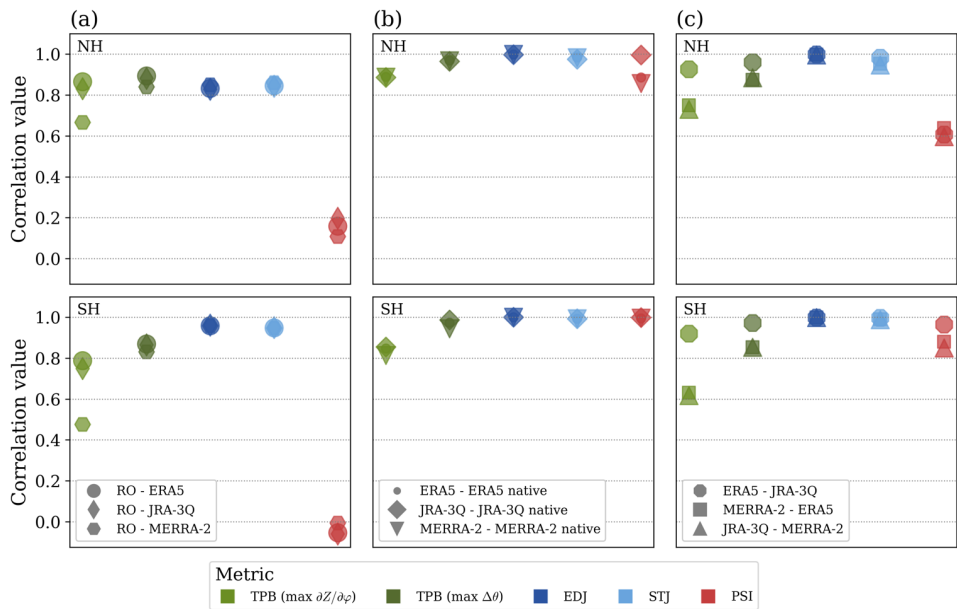 (a)
(b)
(c)
NH
NH
NH
Correlation value
1.0
0.8
0.6
0.4
0.2
0.0
SH
SH
SH
Correlation value
1.0
0.8
0.6
0.4
0.2
0.0
RO - ERA5
RO - JRA-3Q
RO - MERRA-2
ERA5 - ERA5 native
JRA-3Q - JRA-3Q native
MERRA-2 - MERRA-2 native
ERA5 - JRA-3Q
MERRA-2 - ERA5
JRA-3Q - MERRA-2
Metric
TPB (max ∂Z/∂φ) TPB (max Δθ) EDJ STJ PSI